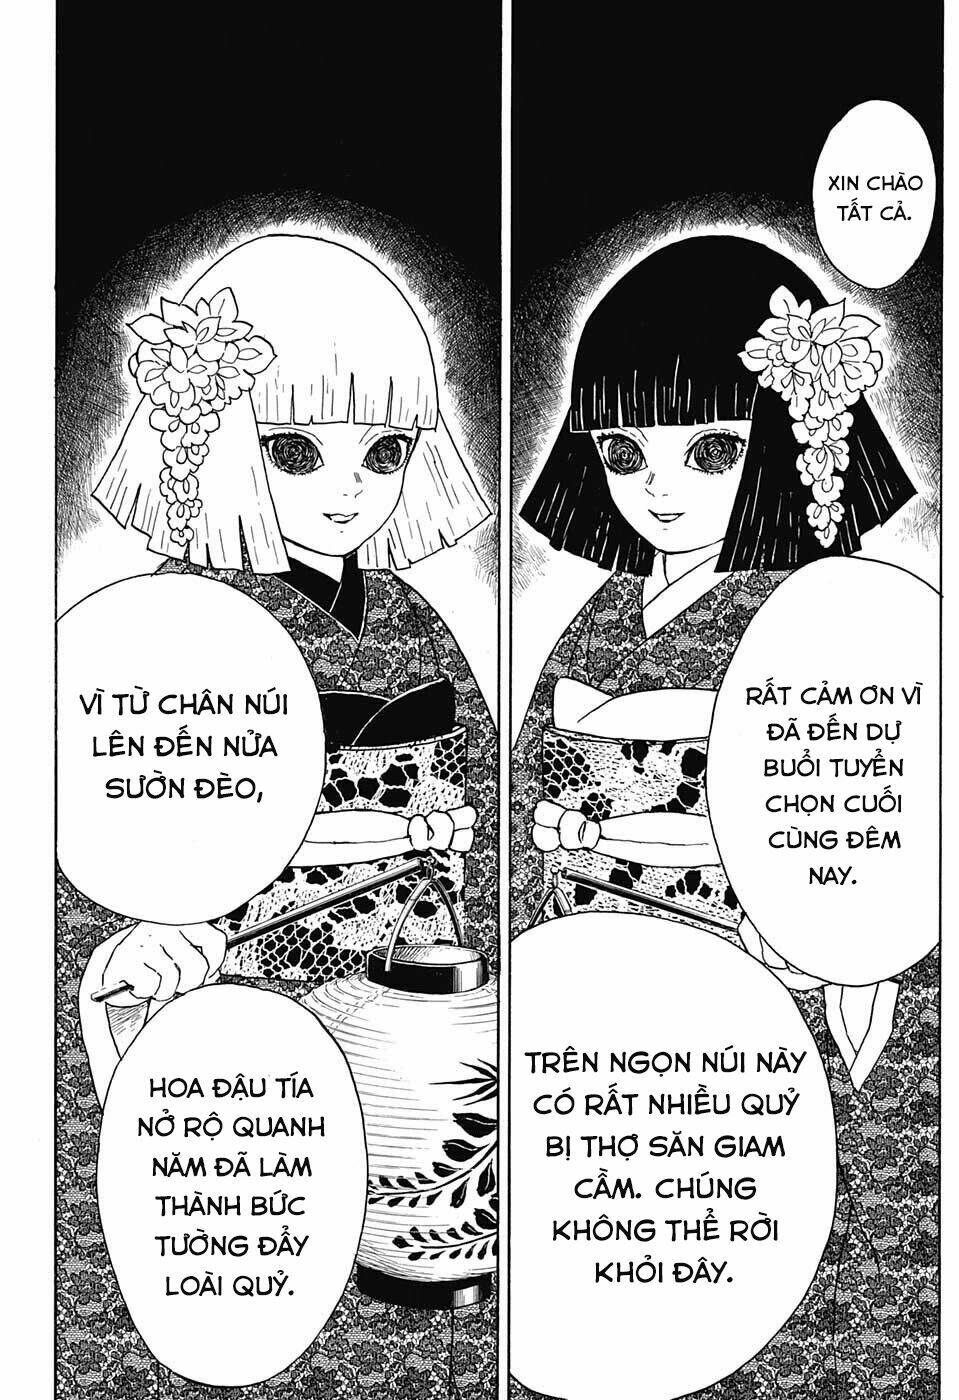 XIN CHÀO
TẤT CẢ.
RẤT CẢM ƠN VÌ
ĐÃ ĐẾN DỰ
BUỔI TUYỂN
CHỌN CUỐI
CÙNG ĐÊM
NAY.
TRÊN NGỌN NÚI NÀY
CÓ RẤT NHIỀU QUỶ
BỊ THỢ SĂN GIAM
CẦM. CHÚNG
KHÔNG THỂ RỜI
KHỎI ĐÂY.
VÌ TỪ CHÂN NÚI
LÊN ĐẾN NỬA
SƯỜN ĐÈO,
HOA ĐẬU TÍA
NỞ RỘ QUANH
NĂM ĐÃ LÀM
THÀNH BỨC
TƯỜNG ĐẨY
LOÀI QUỶ.